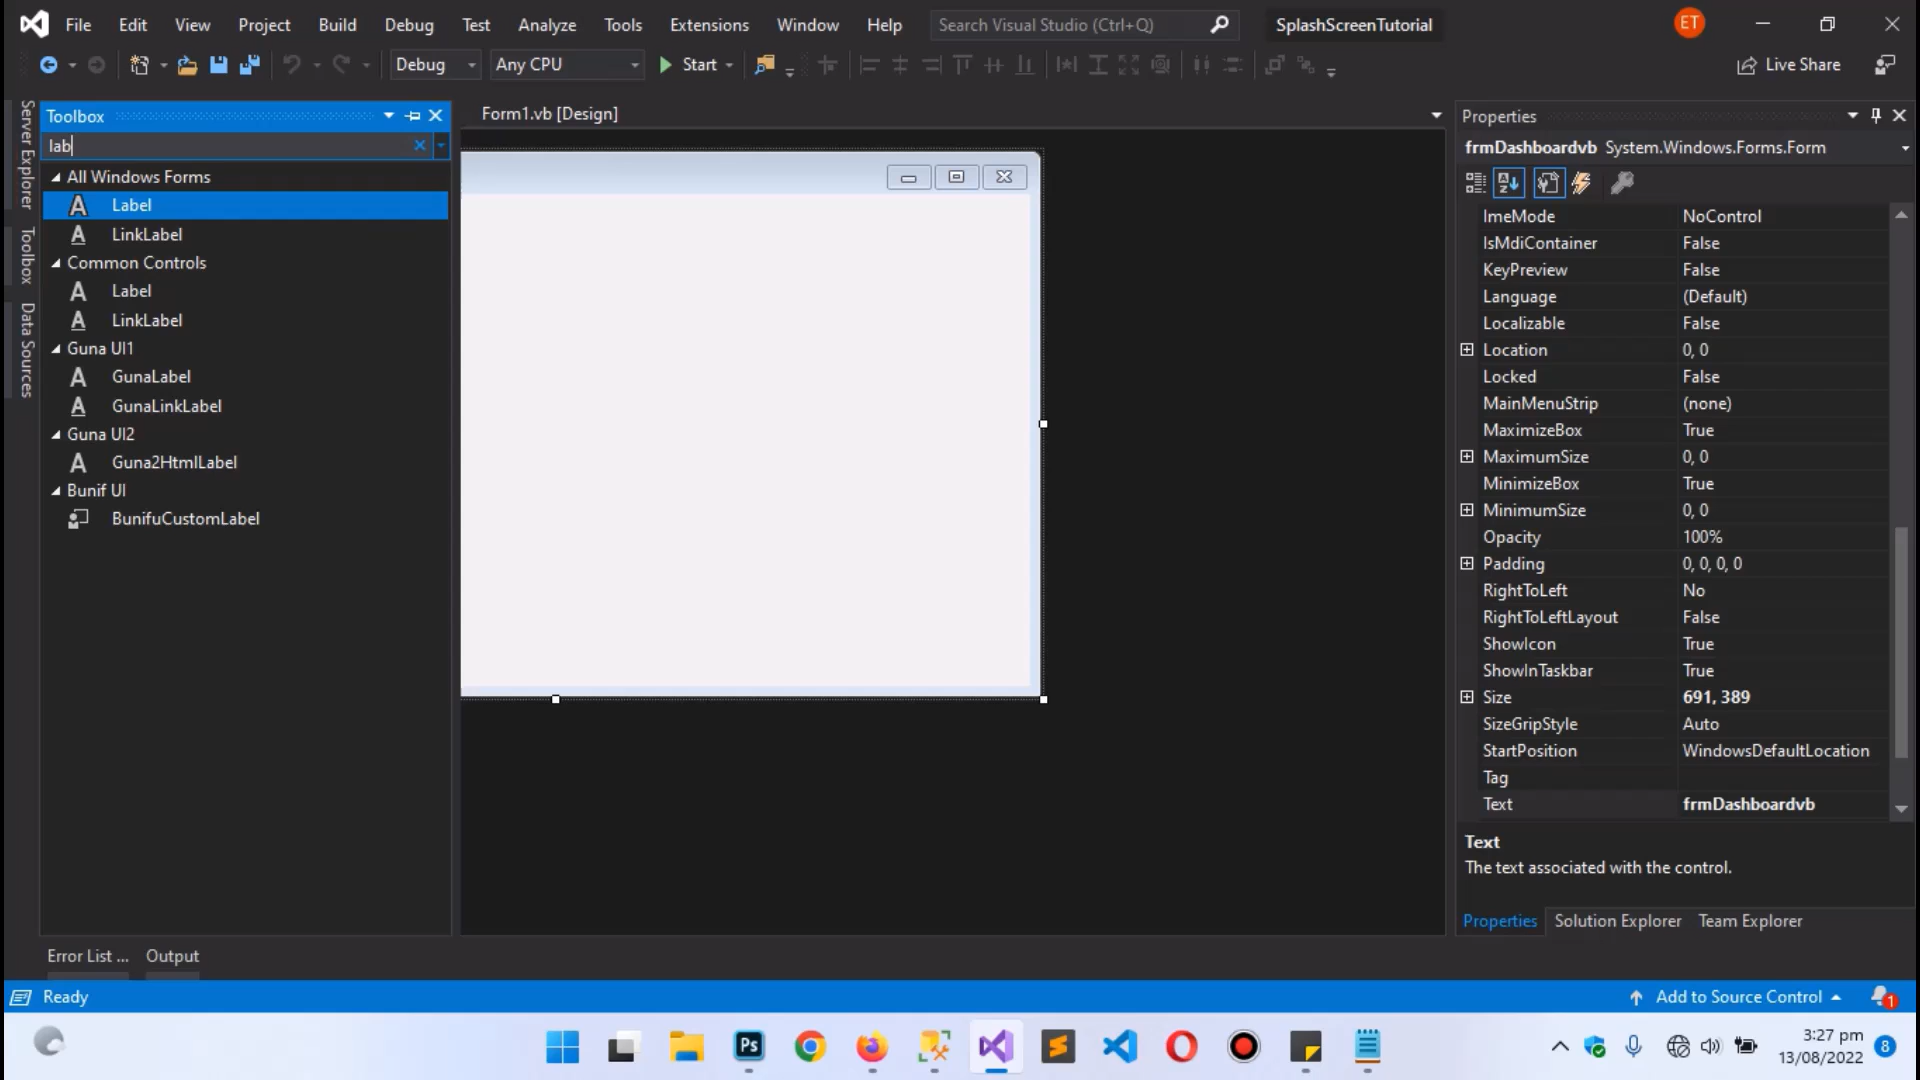 File Edit View Project Build Debug Test Analyze Tools Extensions Window Help Search Visual Studio (Ctrl+Q) SplashScreenTutorial ET
Debug Any CPU Start Live Share
Server Explorer
Toolbox
Data Sources
Toolbox
lab
All Windows Forms
Label
LinkLabel
Common Controls
Label
LinkLabel
Guna UI1
GunaLabel
GunaLinkLabel
Guna UI2
Guna2HtmlLabel
Bunif UI
BunifuCustomLabel
Form1.vb [Design]
Properties
frmDashboardvb System.Windows.Forms.Form
ImeMode NoControl
IsMdiContainer False
KeyPreview False
Language (Default)
Localizable False
Location 0, 0
Locked False
MainMenuStrip (none)
MaximizeBox True
MaximumSize 0, 0
MinimizeBox True
MinimumSize 0, 0
Opacity 100%
Padding 0, 0, 0, 0
RightToLeft No
RightToLeftLayout False
ShowIcon True
ShowInTaskbar True
Size 691, 389
SizeGripStyle Auto
StartPosition WindowsDefaultLocation
Tag
Text frmDashboardvb
Text
The text associated with the control.
Properties Solution Explorer Team Explorer
Error List ... Output
Ready Add to Source Control 1
Ps
3:27 pm
13/08/2022 8